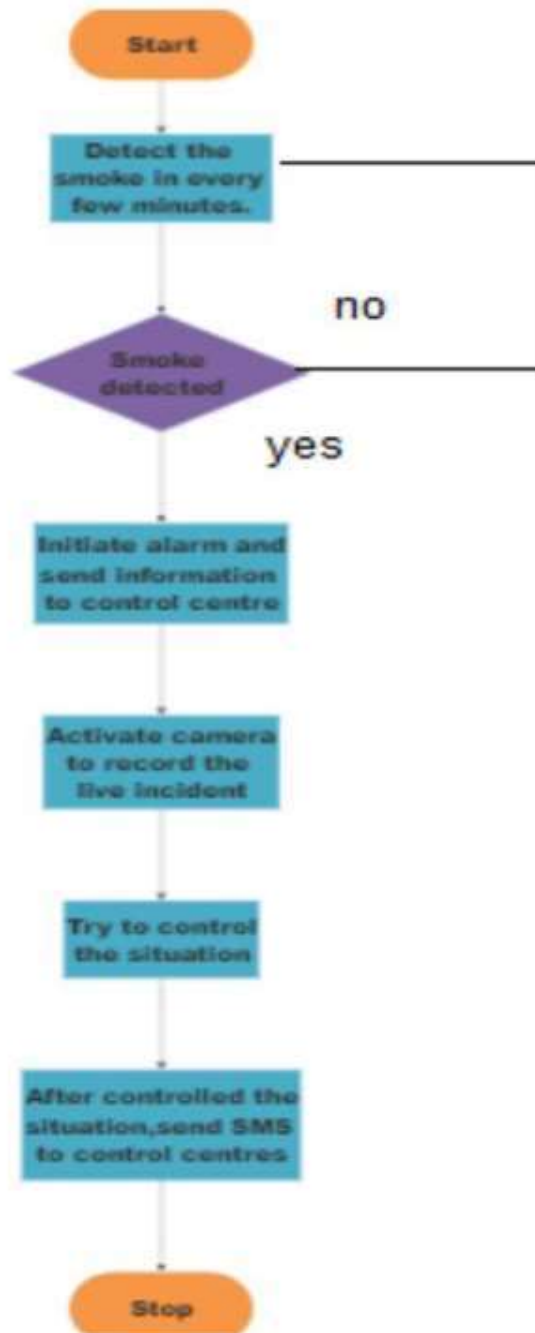 Start
Detect the
smoke in every
few minutes.
no
Smoke
detected
yes
Initiate alarm and
send information
to control centre
Activate camera
to record the
live incident
Try to control
the situation
After controlled the
situation,send SMS
to control centres
Stop